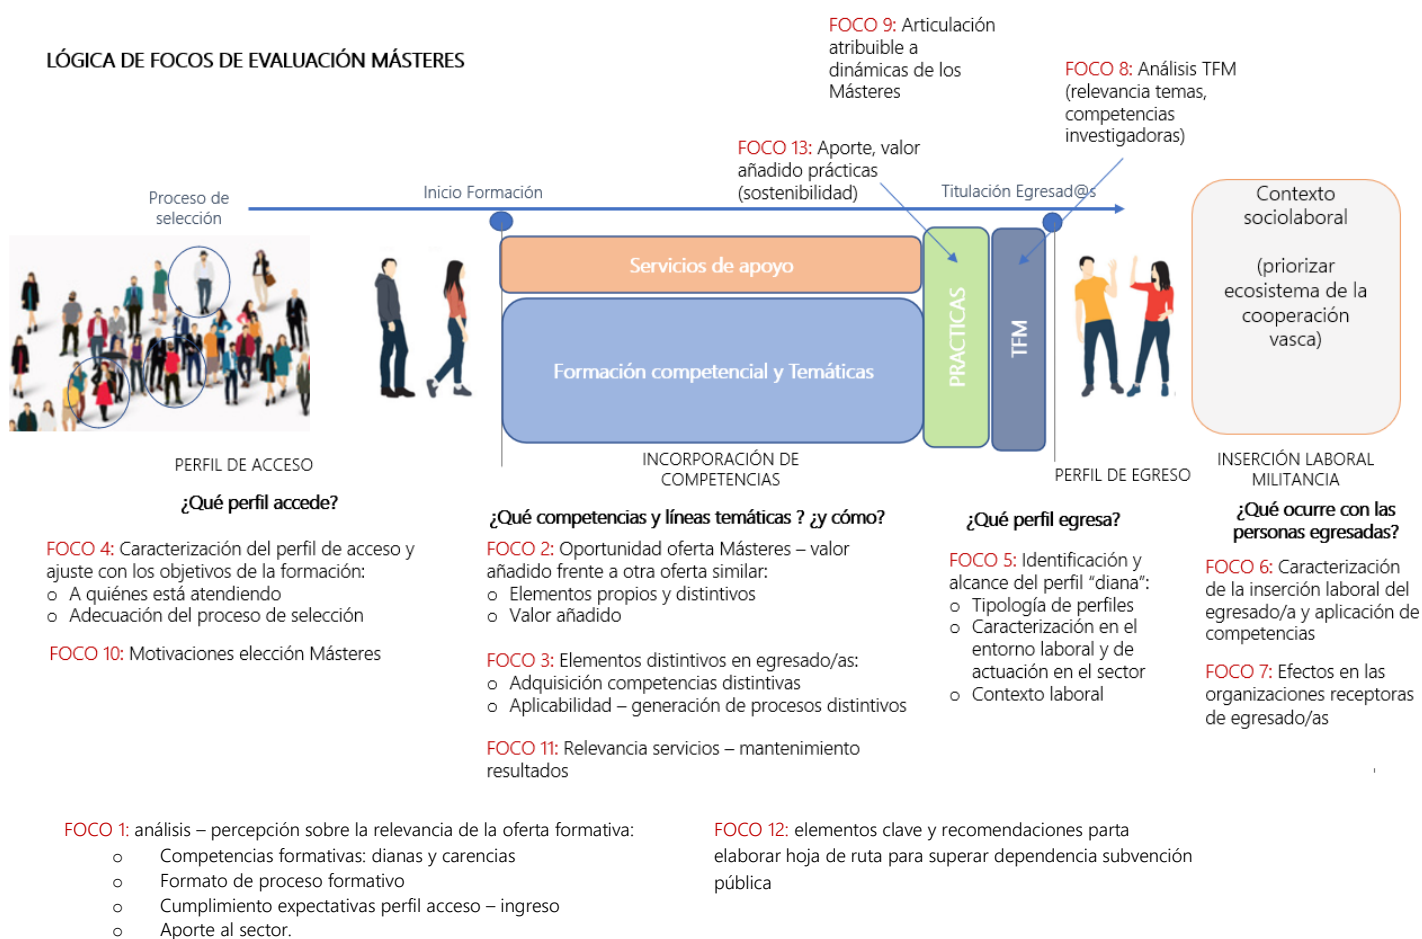 LÓGICA DE FOCOS DE EVALUACIÓN MÁSTERES
FOCO 9: Articulación
atribuible a
dinámicas de los
Másteres
FOCO 8: Análisis TFM
(relevancia temas,
competencias
investigadoras)
FOCO 13: Aporte, valor
añadido prácticas
(sostenibilidad)
Proceso de
selección
Inicio Formación
Titulación Egresad@s
Servicios de apoyo
Formación competencial y Temáticas
PRÁCTICAS
TFM
Contexto
sociolaboral
(priorizar
ecosistema de la
cooperación
vasca)
PERFIL DE ACCESO
¿Qué perfil accede?
FOCO 4: Caracterización del perfil de acceso y
ajuste con los objetivos de la formación:
o A quiénes está atendiendo
o Adecuación del proceso de selección
FOCO 10: Motivaciones elección Másteres
INCORPORACIÓN DE
COMPETENCIAS
¿Qué competencias y líneas temáticas ? ¿y cómo?
FOCO 2: Oportunidad oferta Másteres – valor
añadido frente a otra oferta similar:
o Elementos propios y distintivos
o Valor añadido
FOCO 3: Elementos distintivos en egresado/as:
o Adquisición competencias distintivas
o Aplicabilidad – generación de procesos distintivos
FOCO 11: Relevancia servicios – mantenimiento
resultados
PERFIL DE EGRESO
¿Qué perfil egresa?
FOCO 5: Identificación y
alcance del perfil “diana”:
o Tipología de perfiles
o Caracterización en el
entorno laboral y de
actuación en el sector
o Contexto laboral
INSERCIÓN LABORAL
MILITANCIA
¿Qué ocurre con las
personas egresadas?
FOCO 6: Caracterización
de la inserción laboral del
egresado/a y aplicación de
competencias
FOCO 7: Efectos en las
organizaciones receptoras
de egresado/as
FOCO 1: análisis – percepción sobre la relevancia de la oferta formativa:
o Competencias formativas: dianas y carencias
o Formato de proceso formativo
o Cumplimiento expectativas perfil acceso – ingreso
o Aporte al sector.
FOCO 12: elementos clave y recomendaciones parta
elaborar hoja de ruta para superar dependencia subvención
pública